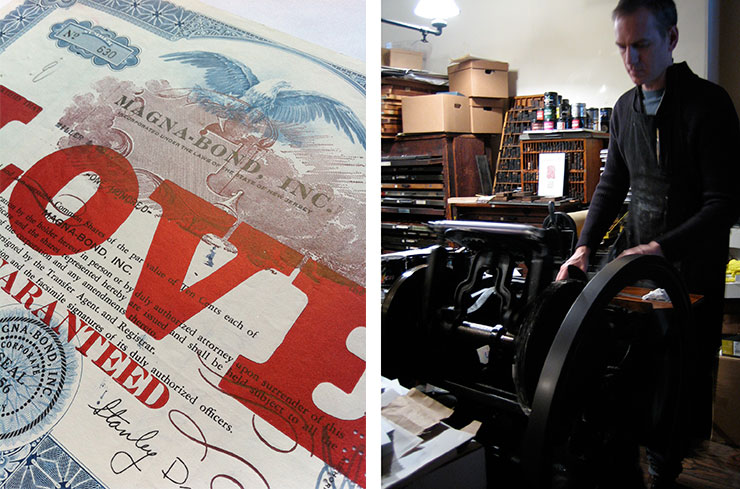 Nº 630
MAGNA-BOND, INC.
INCORPORATED UNDER THE LAWS OF THE STATE OF NEW JERSEY
LOVE
Common Shares of the par value of Ten Cents each of
MAGNA-BOND, INC.
by the holder hereof in person or by duly authorized attorney upon surrender of this
and the shares represented hereby are issued and shall be held subject to all the
and any amendments thereto.
signed by the Transfer Agent and Registrar.
and the facsimile signatures of its duly authorized officers.
ARANTEED
MAGNA-BOND, INC.
SEAL
Stanley D